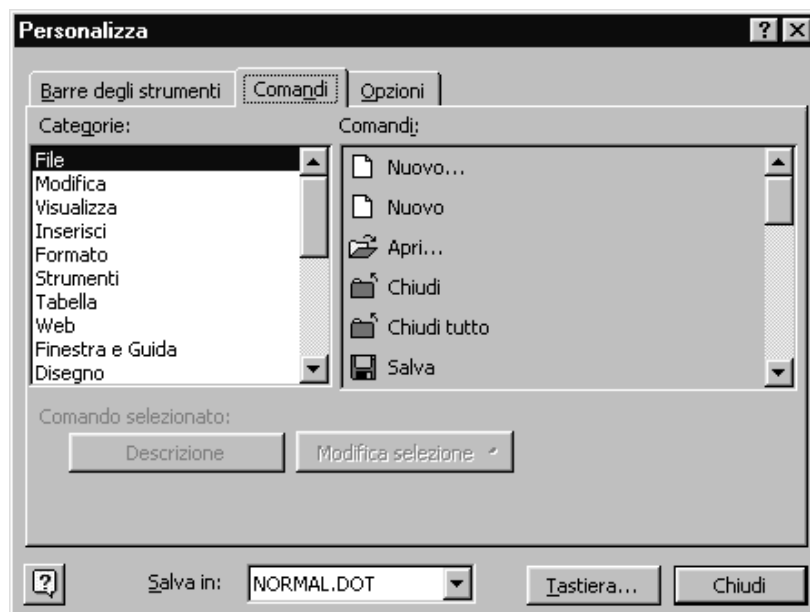 Personalizza
Barre degli strumenti Comandi Opzioni
Categorie:
File
Modifica
Visualizza
Inserisci
Formato
Strumenti
Tabella
Web
Finestra e Guida
Disegno
Comandi:
Nuovo...
Nuovo
Apri...
Chiudi
Chiudi tutto
Salva
Comando selezionato:
Descrizione Modifica selezione
Salva in: NORMAL.DOT Tastiera... Chiudi